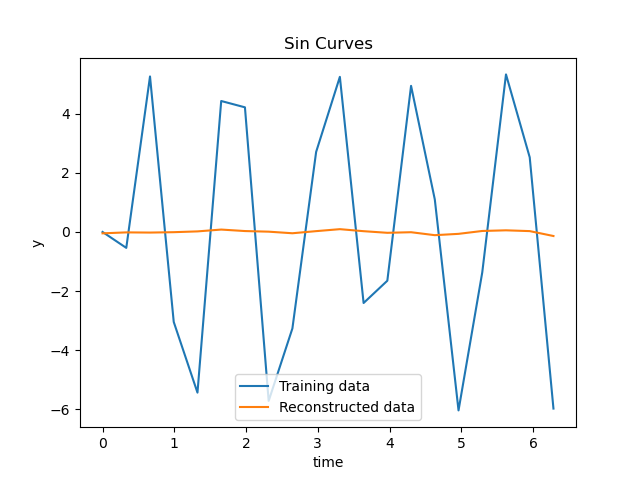 Sin Curves
y
4
2
0
−2
−4
−6
Training data
Reconstructed data
0 1 2 3 4 5 6
time